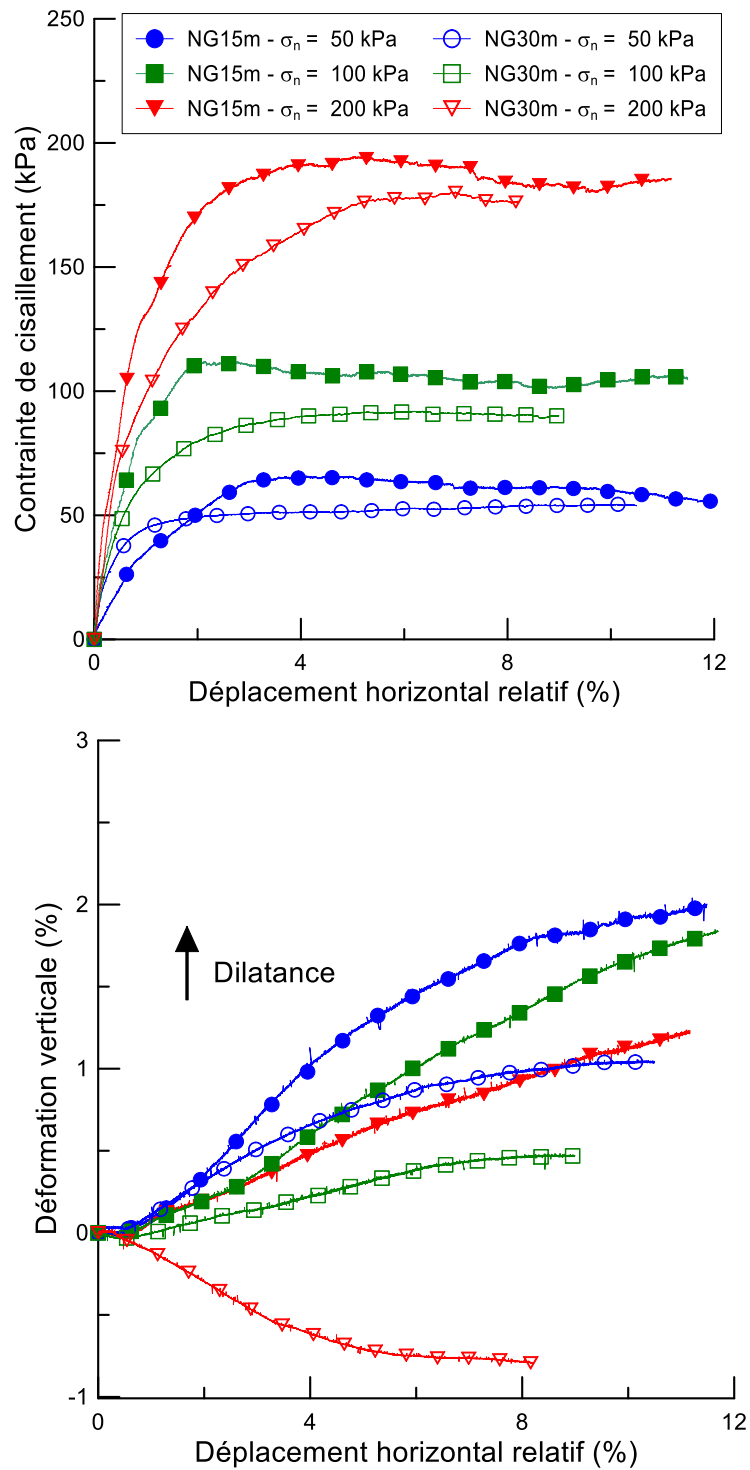 250
NG15m - σn = 50 kPa NG30m - σn = 50 kPa
NG15m - σn = 100 kPa NG30m - σn = 100 kPa
NG15m - σn = 200 kPa NG30m - σn = 200 kPa
200
150
100
50
0
Contrainte de cisaillement (kPa)
0 4 8 12
Déplacement horizontal relatif (%)
3
2
1
0
-1
Déformation verticale (%)
Dilatance
0 4 8 12
Déplacement horizontal relatif (%)